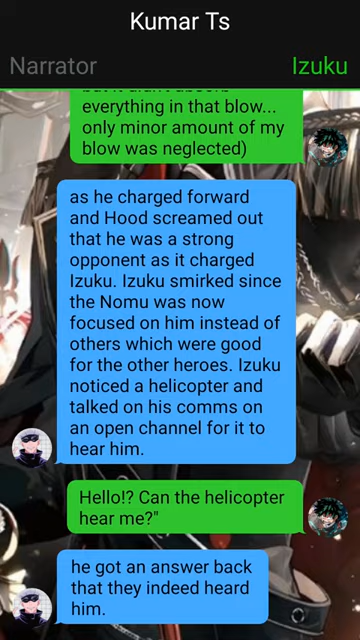 Kumar Ts
Narrator
Izuku
everything in that blow...
only minor amount of my
blow was neglected)
as he charged forward
and Hood screamed out
that he was a strong
opponent as it charged
Izuku. Izuku smirked since
the Nomu was now
focused on him instead of
others which were good
for the other heroes. Izuku
noticed a helicopter and
talked on his comms on
an open channel for it to
hear him.
Hello!? Can the helicopter
hear me?"
he got an answer back
that they indeed heard
him.